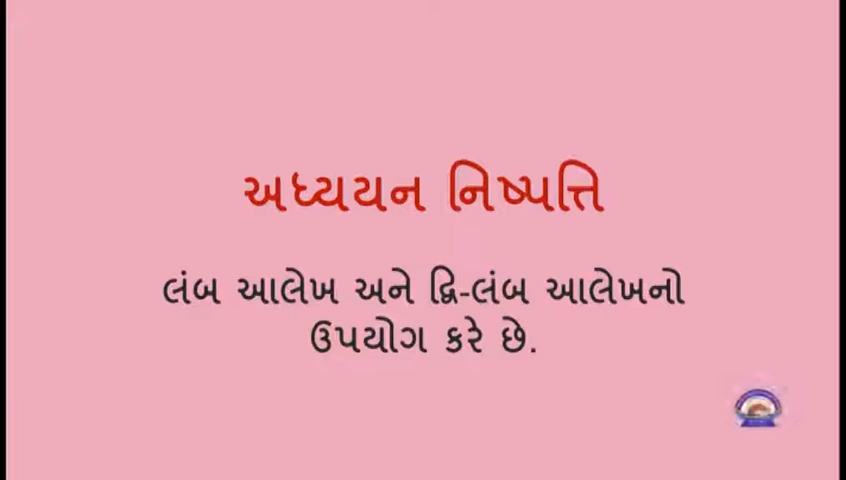 અધ્યયન નિષ્પત્તિ
લંબ આલેખ અને દ્વિ-લંબ આલેખનો
ઉપયોગ કરે છે.